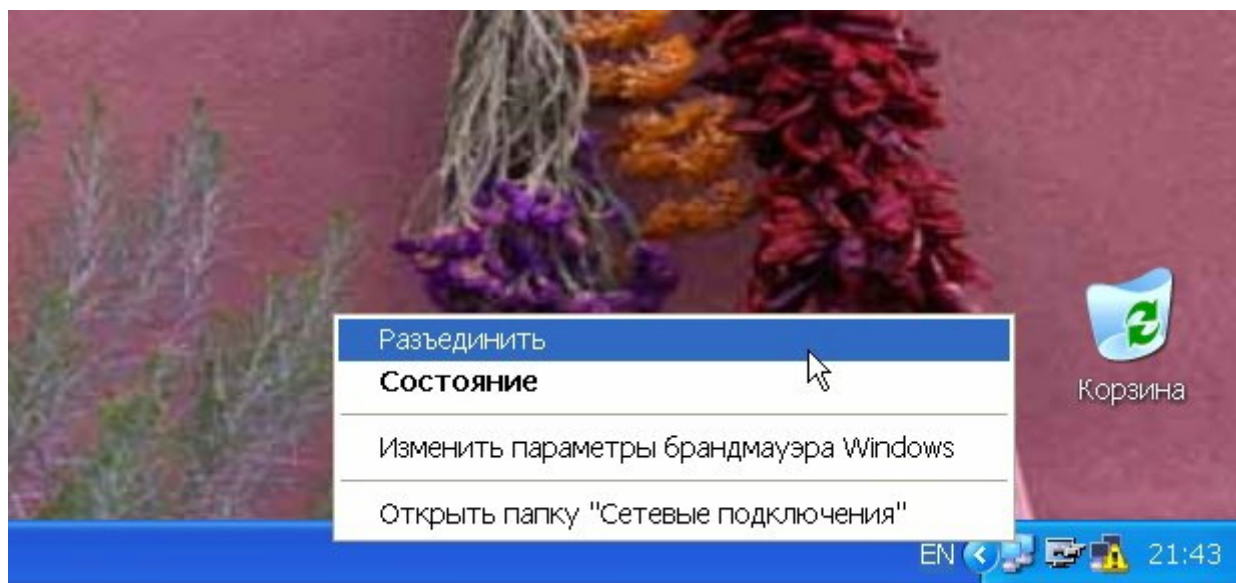 Разъединить
Состояние
Изменить параметры брандмауэра Windows
Открыть папку "Сетевые подключения"
Корзина
EN 21:43